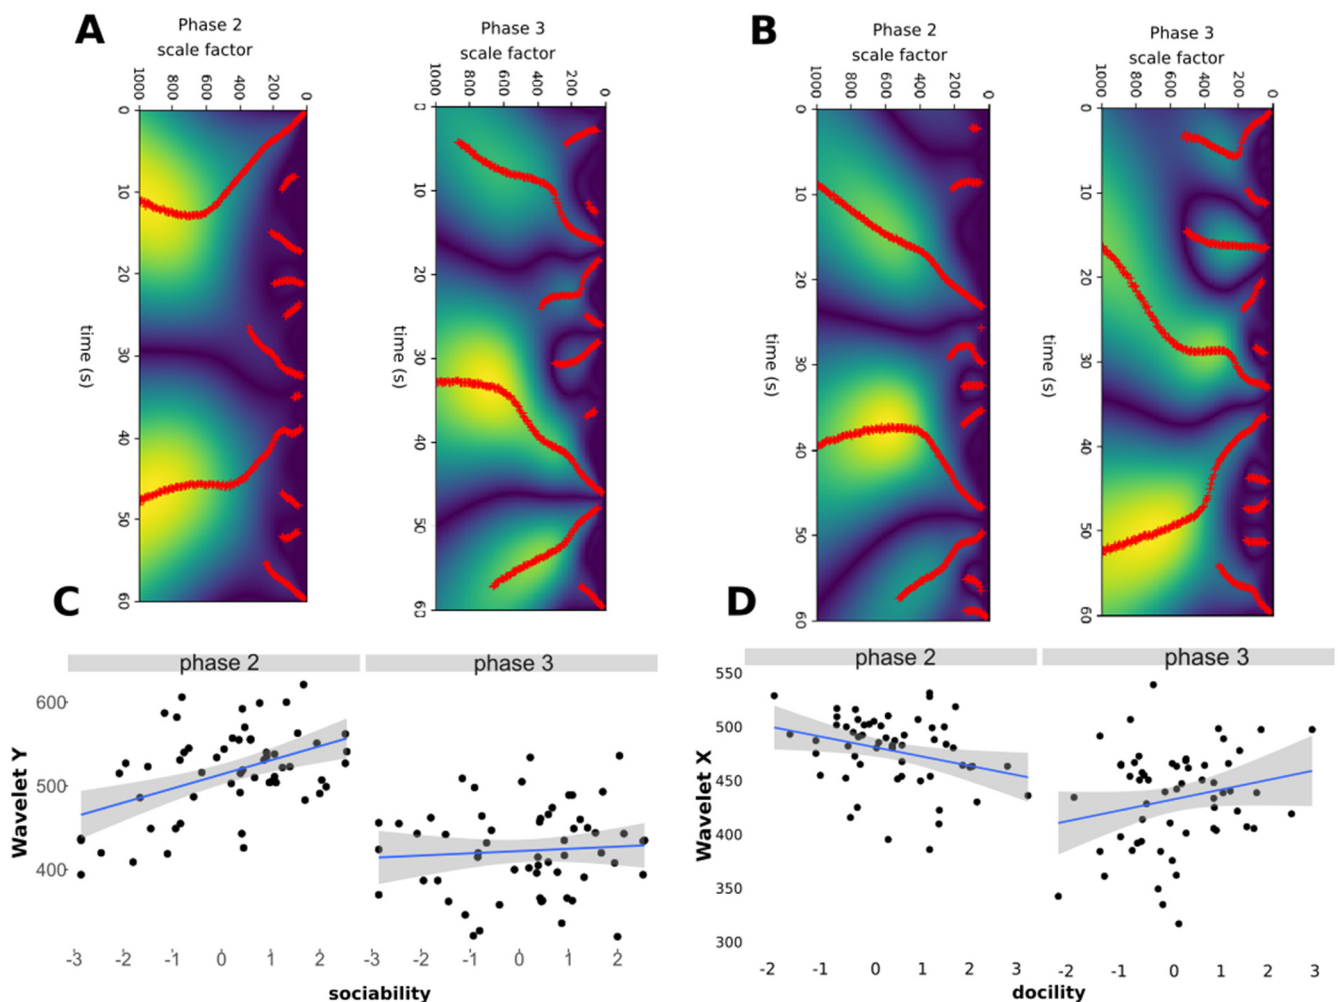 A
Phase 2
scale factor
1000 800 600 400 200 0
0
10
20
30
40
50
60
time (s)
Phase 3
scale factor
1000 800 600 400 200 0
0
10
20
30
40
50
60
time (s)
B
Phase 2
scale factor
1000 800 600 400 200 0
0
10
20
30
40
50
60
time (s)
Phase 3
scale factor
1000 800 600 400 200 0
0
10
20
30
40
50
60
time (s)
C
phase 2 phase 3
Wavelet Y
600
500
400
-3 -2 -1 0 1 2 -3 -2 -1 0 1 2
sociability
D
phase 2 phase 3
Wavelet X
550
500
450
400
350
300
-2 -1 0 1 2 3 -2 -1 0 1 2 3
docility